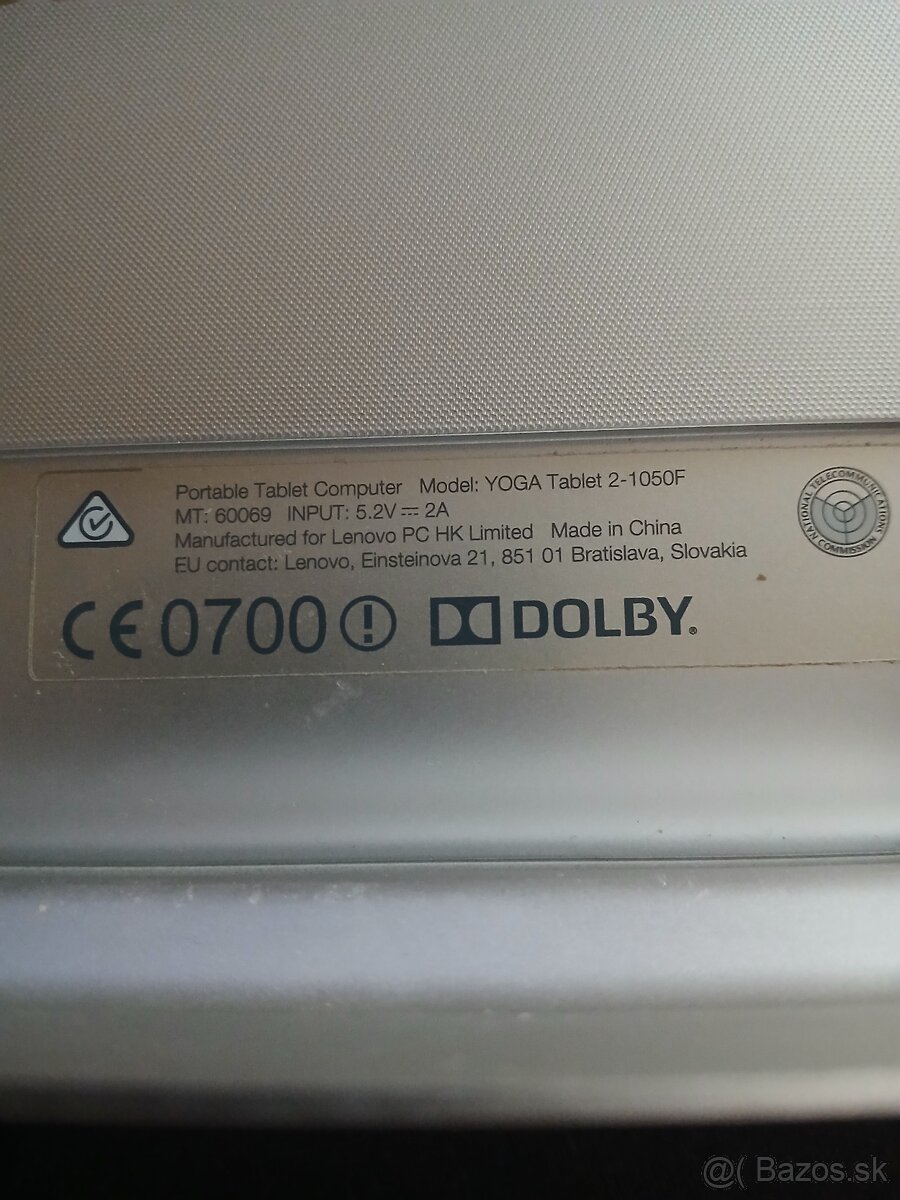 Portable Tablet Computer Model: YOGA Tablet 2-1050F
MT: 60069 INPUT: 5.2V⎓2A
Manufactured for Lenovo PC HK Limited Made in China
EU contact: Lenovo, Einsteinova 21, 851 01 Bratislava, Slovakia
NATIONAL TELECOMMUNICATIONS COMMISSION
CE0700 DOLBY®
@( Bazos.sk